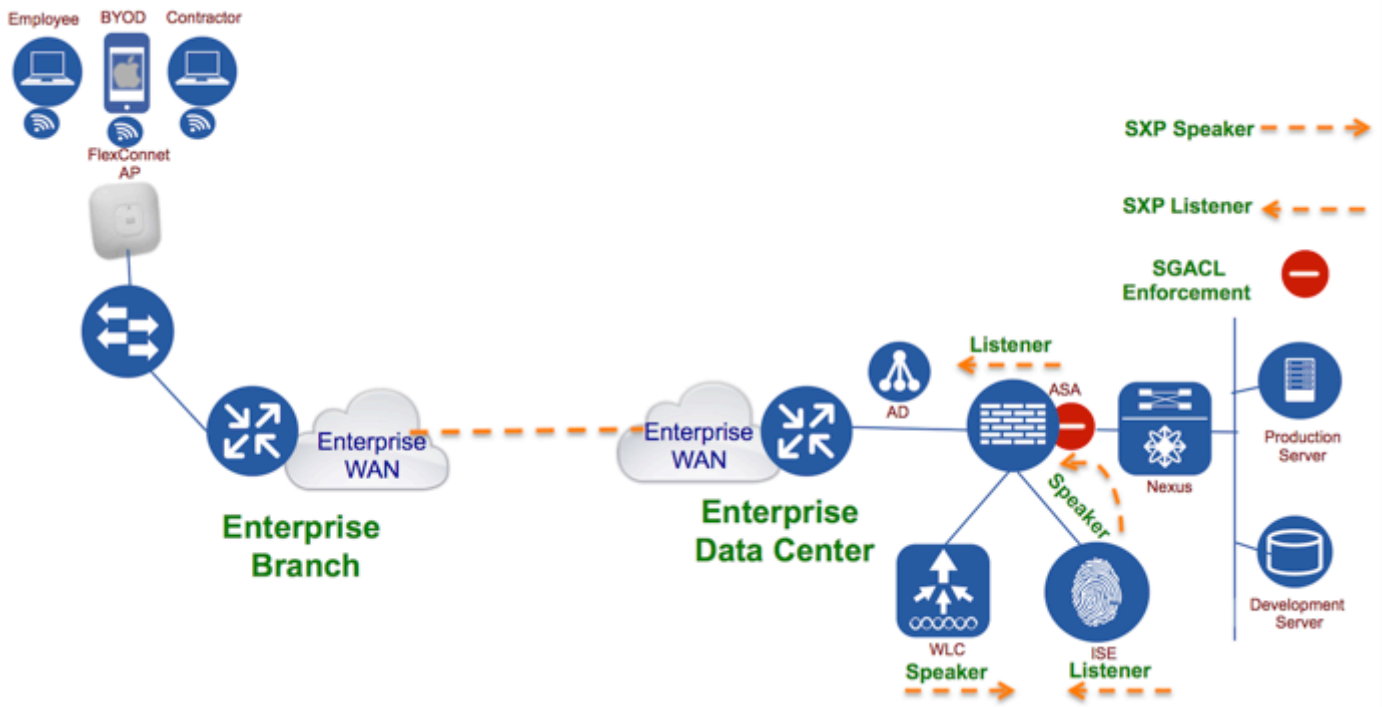 Employee
BYOD
Contractor
FlexConnet
AP
SXP Speaker
SXP Listener
SGACL
Enforcement
Listener
AD
ASA
Enterprise
WAN
Enterprise
WAN
Nexus
Production
Server
Speaker
Enterprise
Branch
Enterprise
Data Center
Development
Server
WLC
Speaker
ISE
Listener